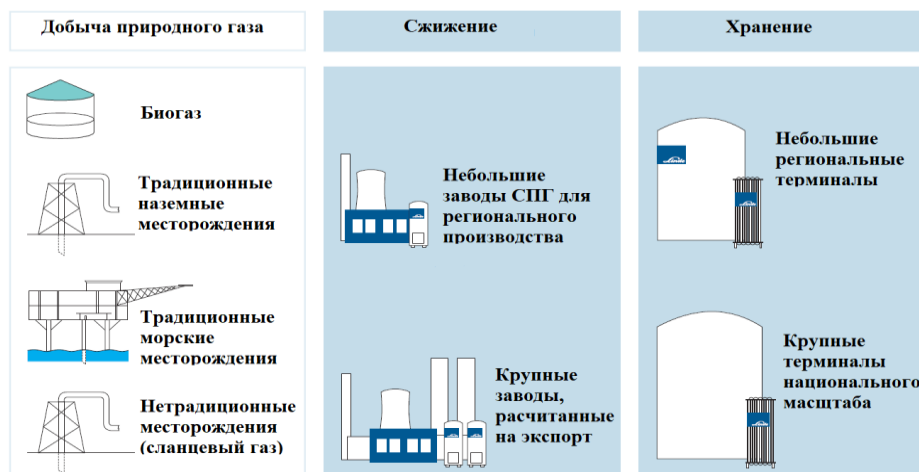 Добыча природного газа
Сжижение
Хранение
Биогаз
Традиционные
наземные
месторождения
Традиционные
морские
месторождения
Нетрадиционные
месторождения
(сланцевый газ)
Небольшие
заводы СПГ для
регионального
производства
Крупные
заводы,
расчитанные
на экспорт
Небольшие
региональные
терминалы
Крупные
терминалы
национального
масштаба